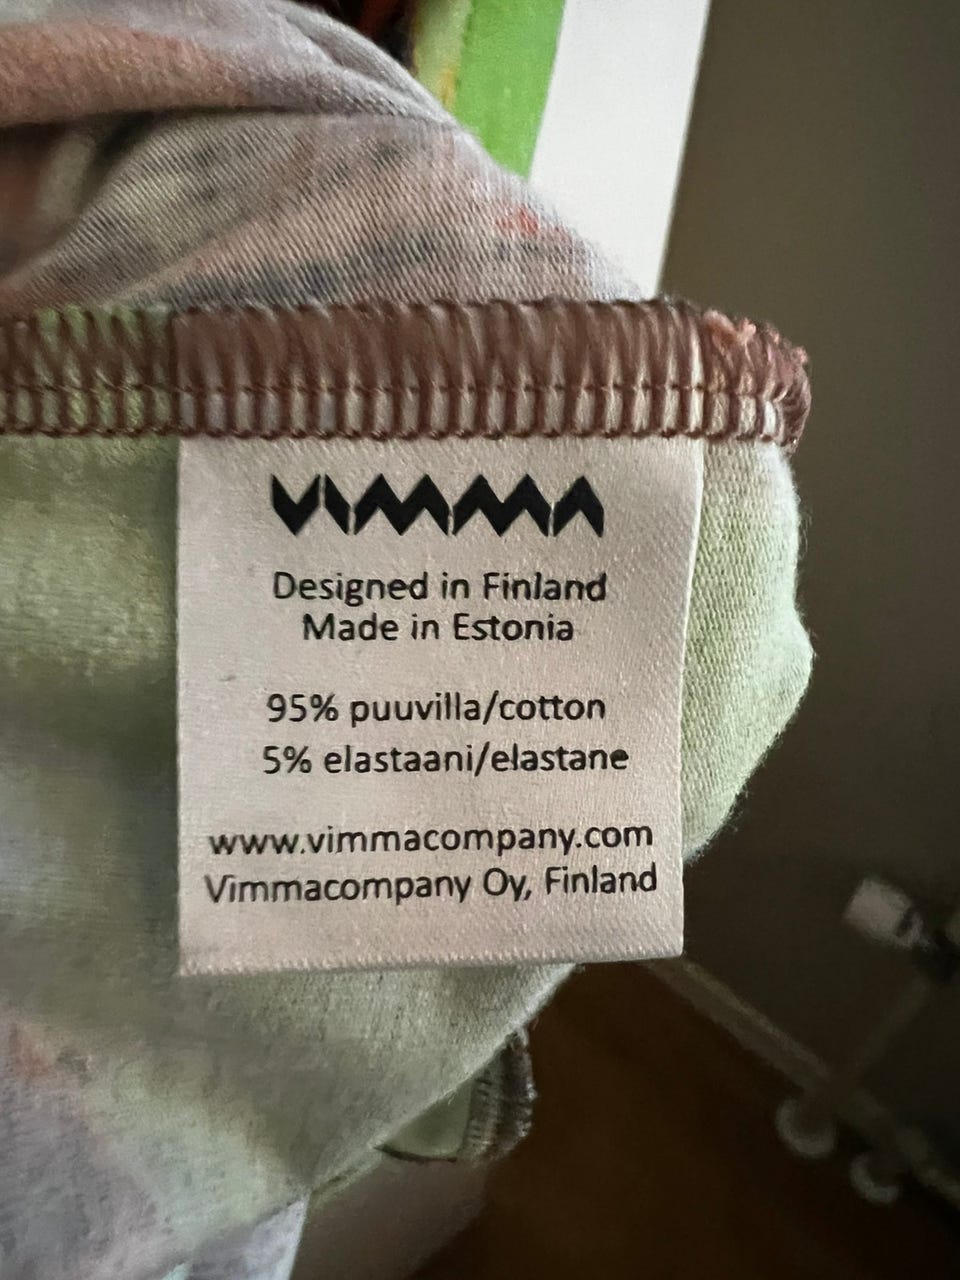 VIMMA
Designed in Finland
Made in Estonia
95% puuvilla/cotton
5% elastaani/elastane
www.vimmacompany.com
Vimmacompany Oy, Finland